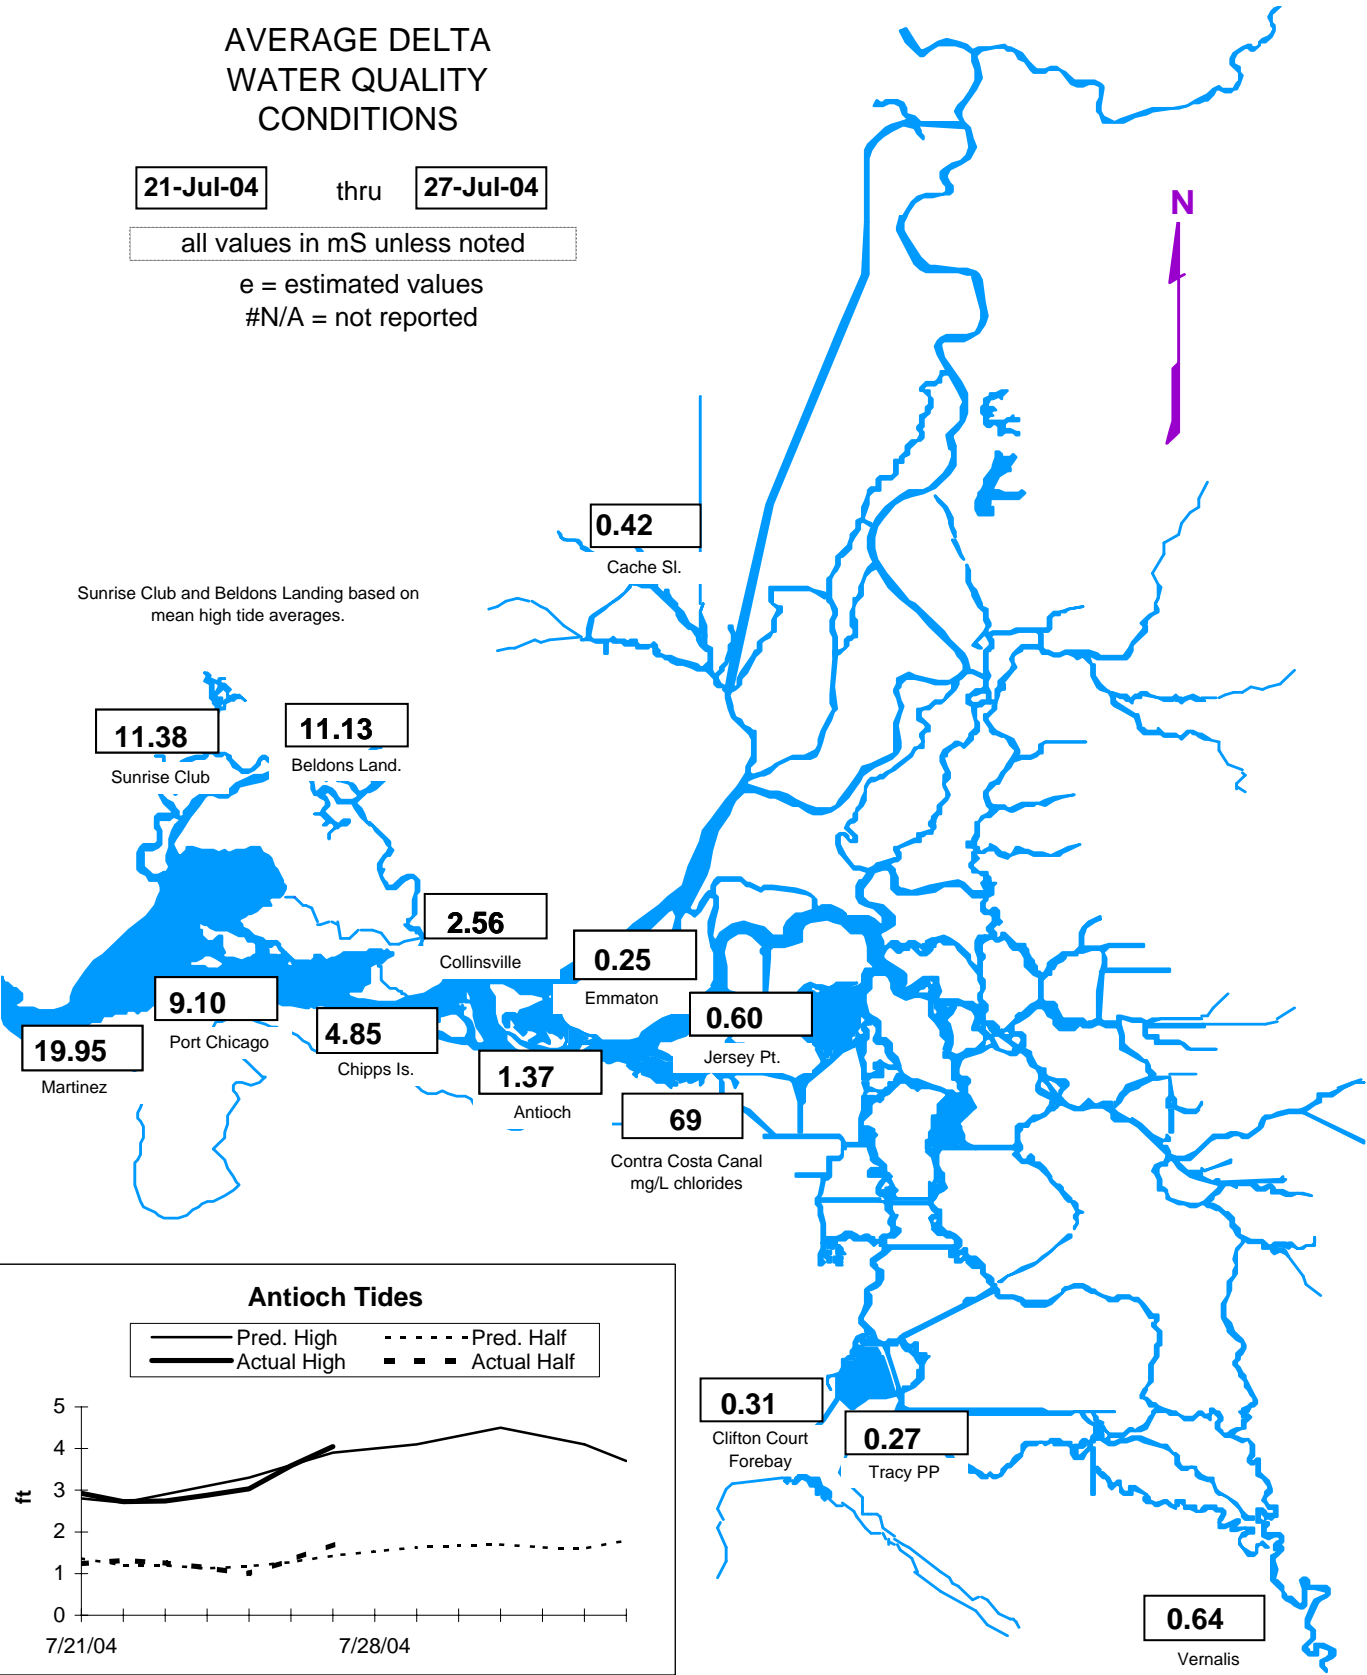 AVERAGE DELTA
WATER QUALITY
CONDITIONS
21-Jul-04 thru 27-Jul-04
all values in mS unless noted
e = estimated values
#N/A = not reported
N
0.42
Cache Sl.
Sunrise Club and Beldons Landing based on
mean high tide averages.
11.38
Sunrise Club
11.13
Beldons Land.
2.56
Collinsville
0.25
Emmaton
9.10
Port Chicago
0.60
Jersey Pt.
4.85
Chipps Is.
19.95
Martinez
1.37
Antioch
69
Contra Costa Canal
mg/L chlorides
Antioch Tides
Pred. High
Pred. Half
Actual High
Actual Half
5
4
3
2
1
0
ft
7/21/04
7/28/04
0.31
Clifton Court
Forebay
0.27
Tracy PP
0.64
Vernalis